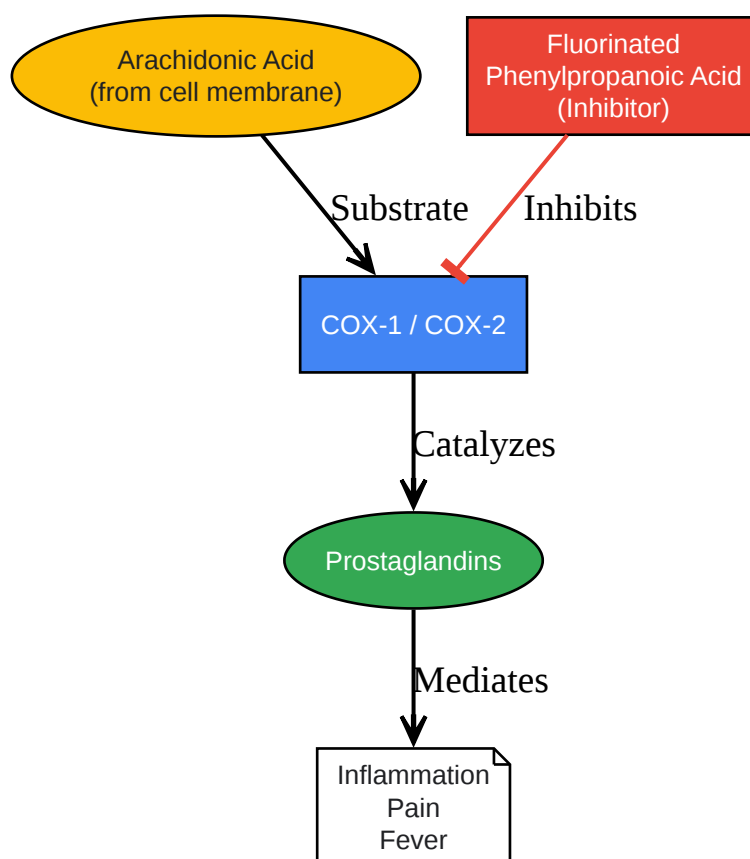 Arachidonic Acid
(from cell membrane)
Fluorinated
Phenylpropanoic Acid
(Inhibitor)
Substrate
Inhibits
COX-1 / COX-2
Catalyzes
Prostaglandins
Mediates
Inflammation
Pain
Fever